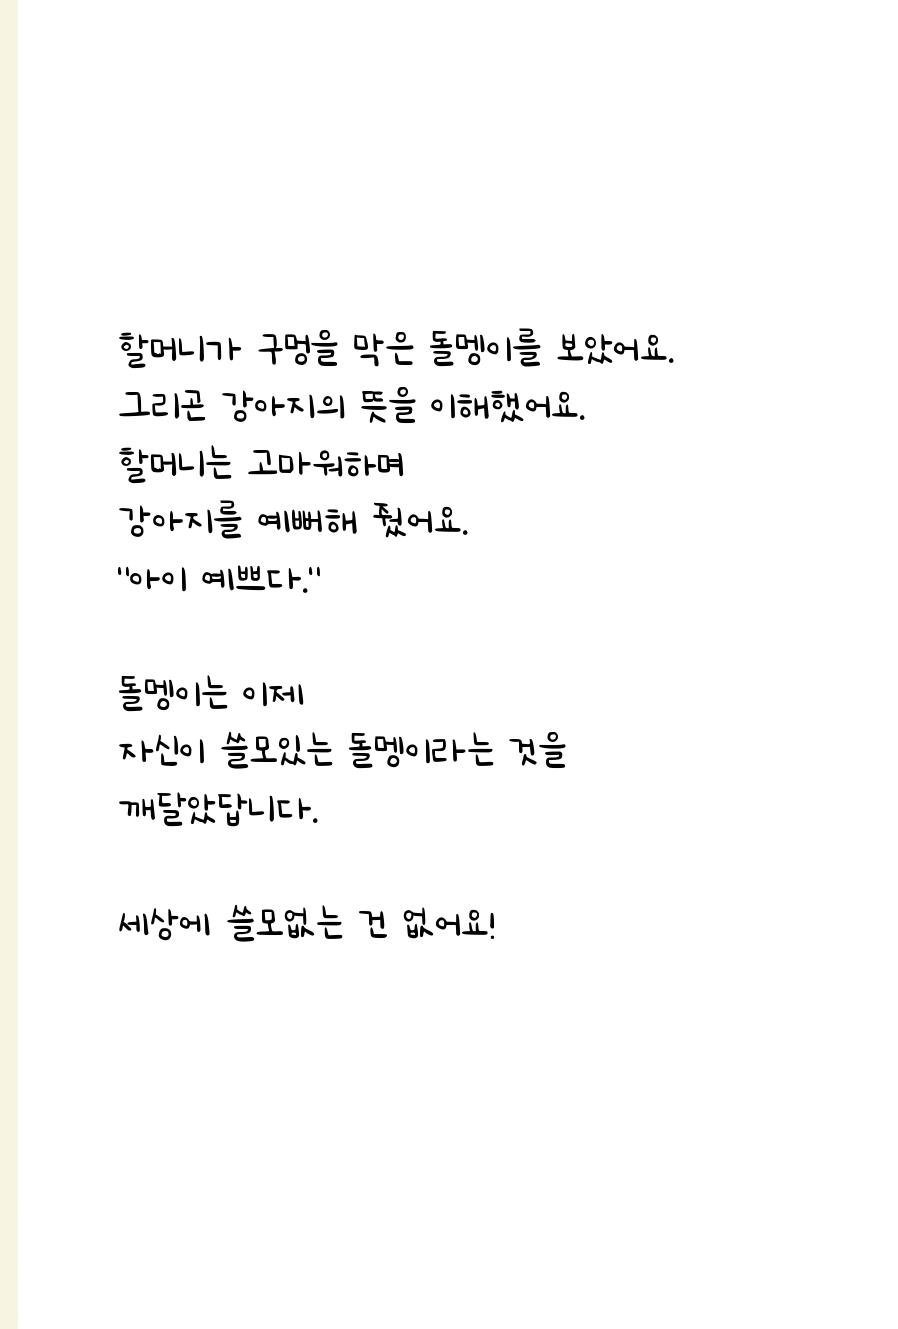 할머니가 구멍을 막은 돌멩이를 보았어요.
그리곤 강아지의 뜻을 이해했어요.
할머니는 고마워하며
강아지를 예뻐해 줬어요.
"아이 예쁘다."
돌멩이는 이제
자신이 쓸모있는 돌멩이라는 것을
깨달았답니다.
세상에 쓸모없는 건 없어요!